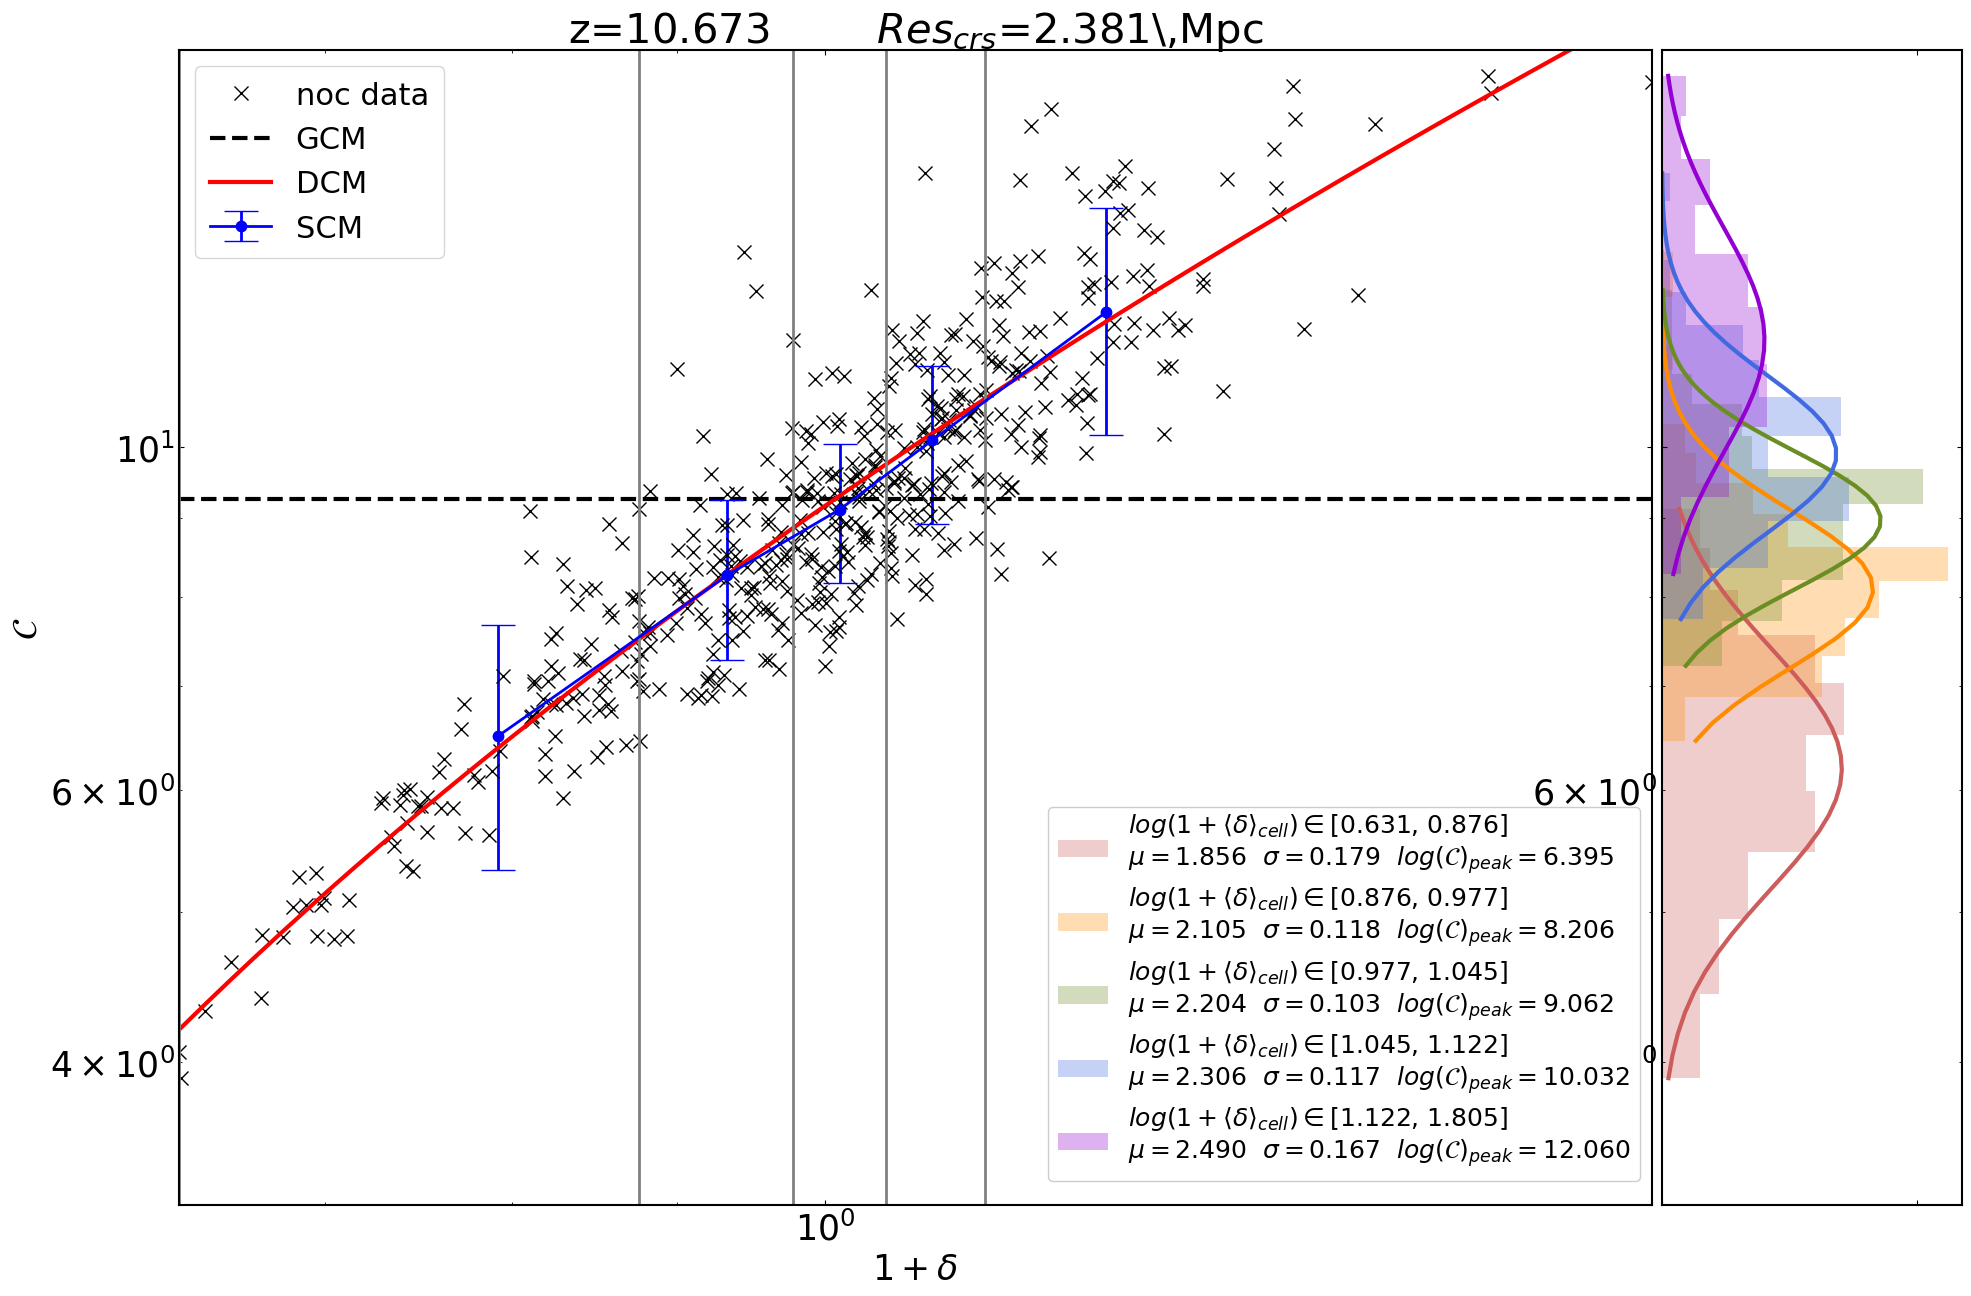 z=10.673 Res_crs=2.381\,Mpc
noc data
GCM
DCM
SCM
10^1
6 × 10^0
4 × 10^0
𝒞
6 × 10^0
0
log(1 + ⟨δ⟩_cell) ∈ [0.631, 0.876]
μ = 1.856 σ = 0.179 log(𝒞)_peak = 6.395
log(1 + ⟨δ⟩_cell) ∈ [0.876, 0.977]
μ = 2.105 σ = 0.118 log(𝒞)_peak = 8.206
log(1 + ⟨δ⟩_cell) ∈ [0.977, 1.045]
μ = 2.204 σ = 0.103 log(𝒞)_peak = 9.062
log(1 + ⟨δ⟩_cell) ∈ [1.045, 1.122]
μ = 2.306 σ = 0.117 log(𝒞)_peak = 10.032
log(1 + ⟨δ⟩_cell) ∈ [1.122, 1.805]
μ = 2.490 σ = 0.167 log(𝒞)_peak = 12.060
10^0
1 + δ